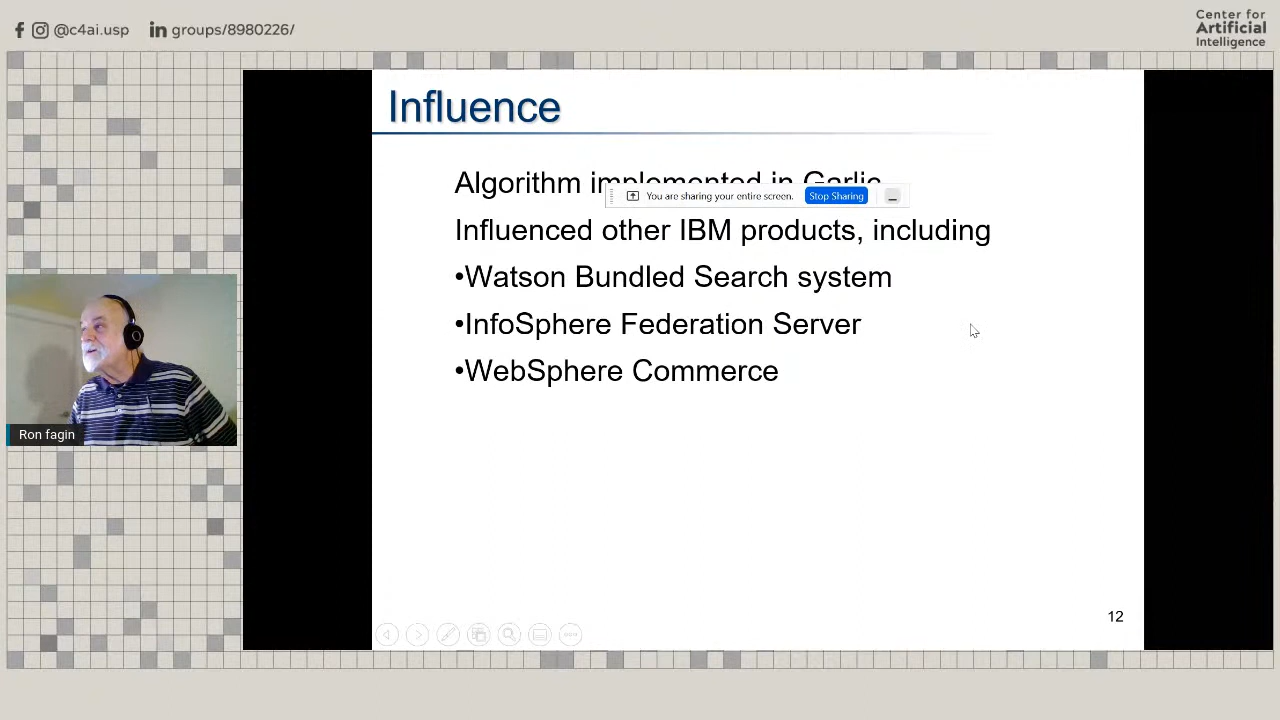 @c4ai.usp in groups/8980226/
Center for
Artificial
Intelligence
Influence
Algorithm implemented in Garlic
You are sharing your entire screen. Stop Sharing
Influenced other IBM products, including
•Watson Bundled Search system
•InfoSphere Federation Server
•WebSphere Commerce
Ron fagin
12